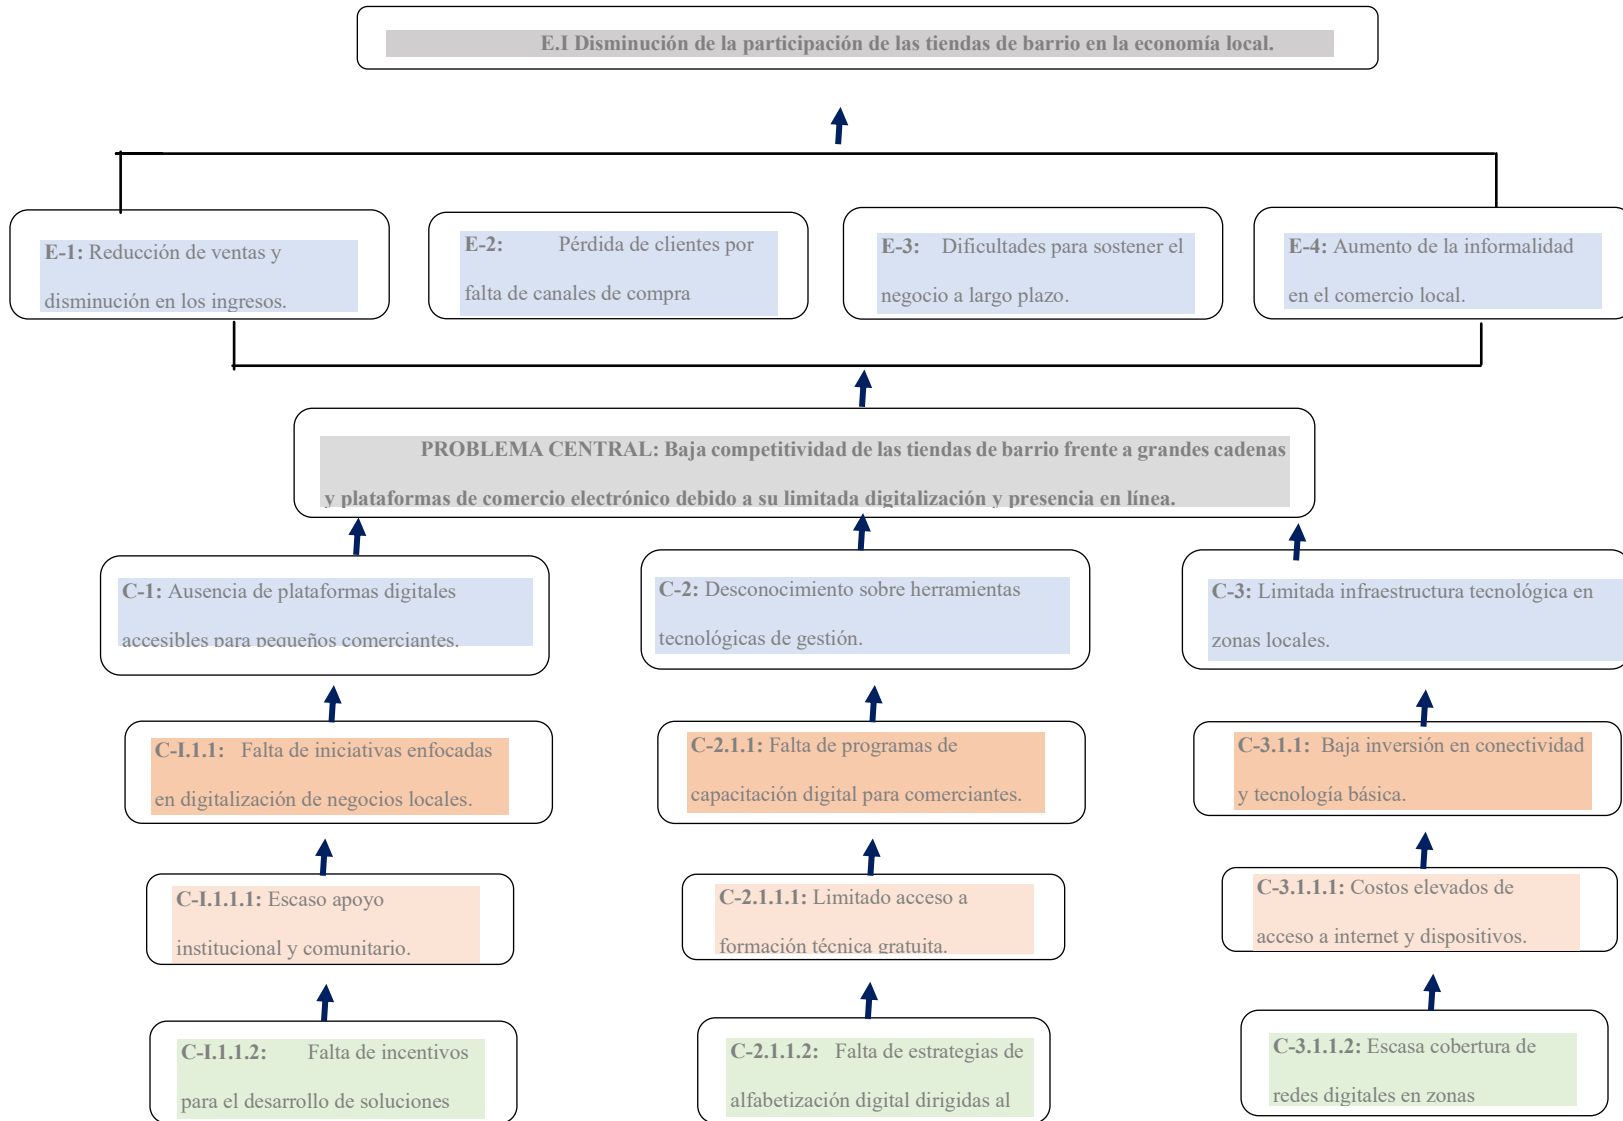 E.I Disminución de la participación de las tiendas de barrio en la economía local.
E-1: Reducción de ventas y
disminución en los ingresos.
E-2: Pérdida de clientes por
falta de canales de compra
E-3: Dificultades para sostener el
negocio a largo plazo.
E-4: Aumento de la informalidad
en el comercio local.
PROBLEMA CENTRAL: Baja competitividad de las tiendas de barrio frente a grandes cadenas
y plataformas de comercio electrónico debido a su limitada digitalización y presencia en línea.
C-1: Ausencia de plataformas digitales
accesibles para pequeños comerciantes.
C-2: Desconocimiento sobre herramientas
tecnológicas de gestión.
C-3: Limitada infraestructura tecnológica en
zonas locales.
C-I.1.1: Falta de iniciativas enfocadas
en digitalización de negocios locales.
C-2.1.1: Falta de programas de
capacitación digital para comerciantes.
C-3.1.1: Baja inversión en conectividad
y tecnología básica.
C-I.1.1.1: Escaso apoyo
institucional y comunitario.
C-2.1.1.1: Limitado acceso a
formación técnica gratuita.
C-3.1.1.1: Costos elevados de
acceso a internet y dispositivos.
C-I.1.1.2: Falta de incentivos
para el desarrollo de soluciones
C-2.1.1.2: Falta de estrategias de
alfabetización digital dirigidas al
C-3.1.1.2: Escasa cobertura de
redes digitales en zonas